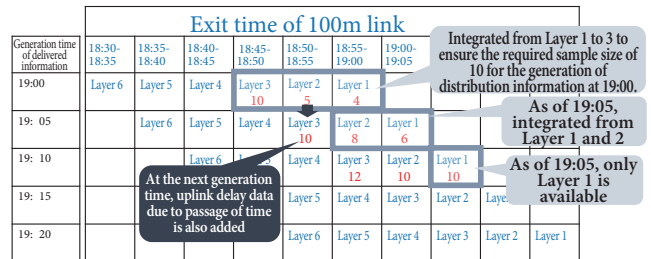 Exit time of 100m link
Generation time
of delivered
information
18:30-
18:35
18:35-
18:40
18:40-
18:45
18:45-
18:50
18:50-
18:55
18:55-
19:00
19:00-
19:05
Integrated from Layer 1 to 3 to
ensure the required sample size of
10 for the generation of
distribution information at 19:00.
19:00 Layer 6 Layer 5 Layer 4 Layer 3 Layer 2 Layer 1
10 5 4
As of 19:05,
integrated from
Layer 1 and 2
19: 05 Layer 6 Layer 5 Layer 4 Layer 3 Layer 2 Layer 1
10 8 6
19: 10 Layer 6 Layer 4 Layer 3 Layer 2 Layer 1
12 10 10
As of 19:05, only
Layer 1 is
available
At the next generation
time, uplink delay data
due to passage of time
is also added
19: 15 Layer 5 Layer 4 Layer 3 Layer 2
19: 20 Layer 6 Layer 5 Layer 4 Layer 3 Layer 2 Layer 1